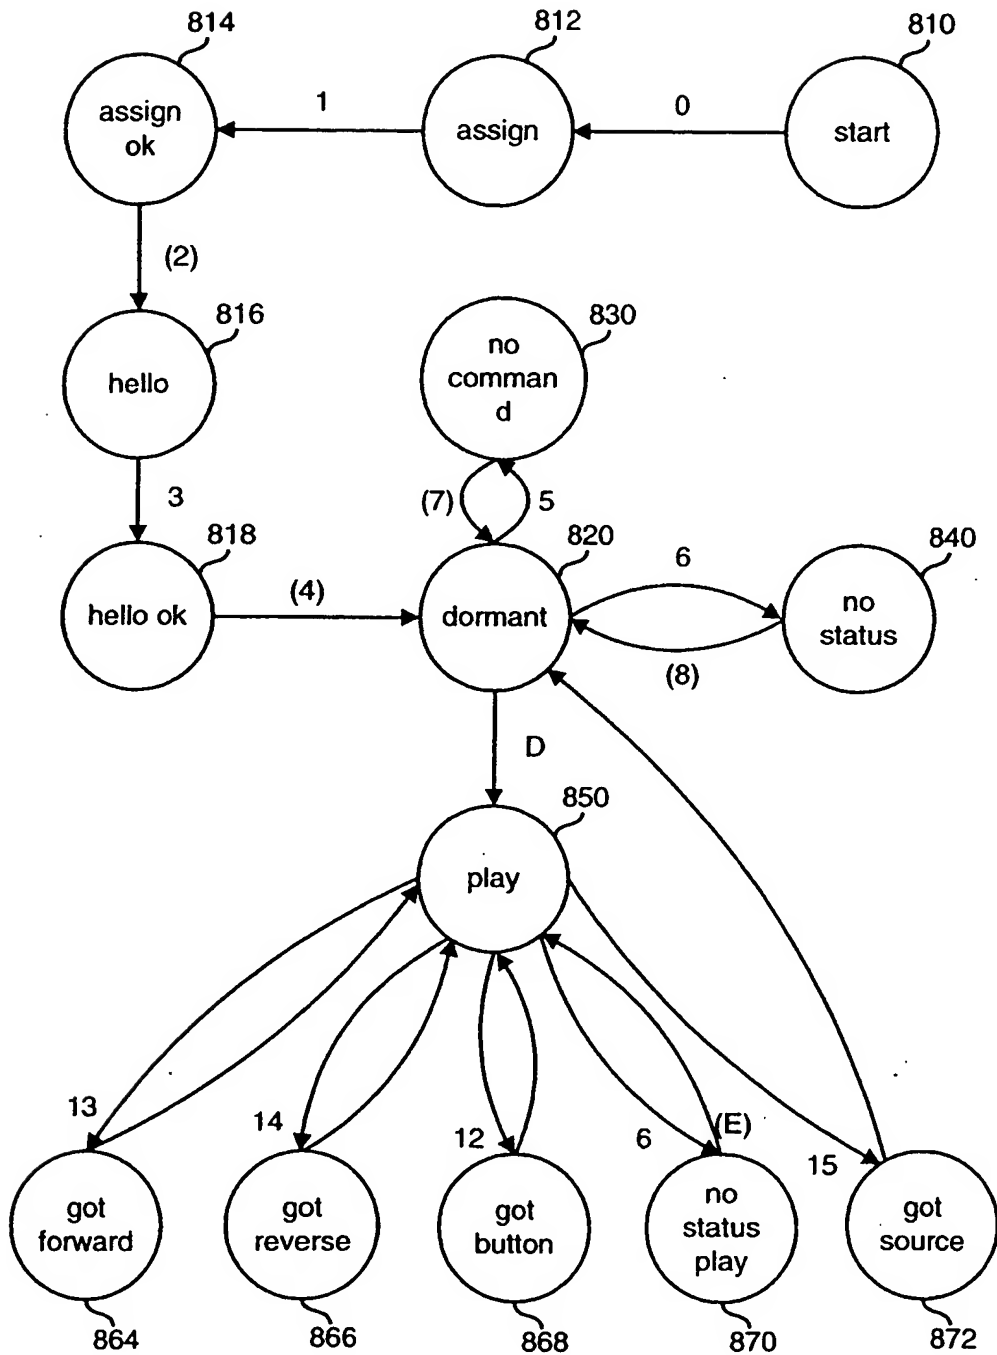 814
812
810
assign
ok
1
assign
0
start
(2)
816
hello
830
no
comman
d
3
(7)
5
818
hello ok
(4)
820
dormant
6
(8)
840
no
status
D
850
play
13
14
12
6
(E)
15
got
forward
got
reverse
got
button
no
status
play
got
source
864
866
868
870
872